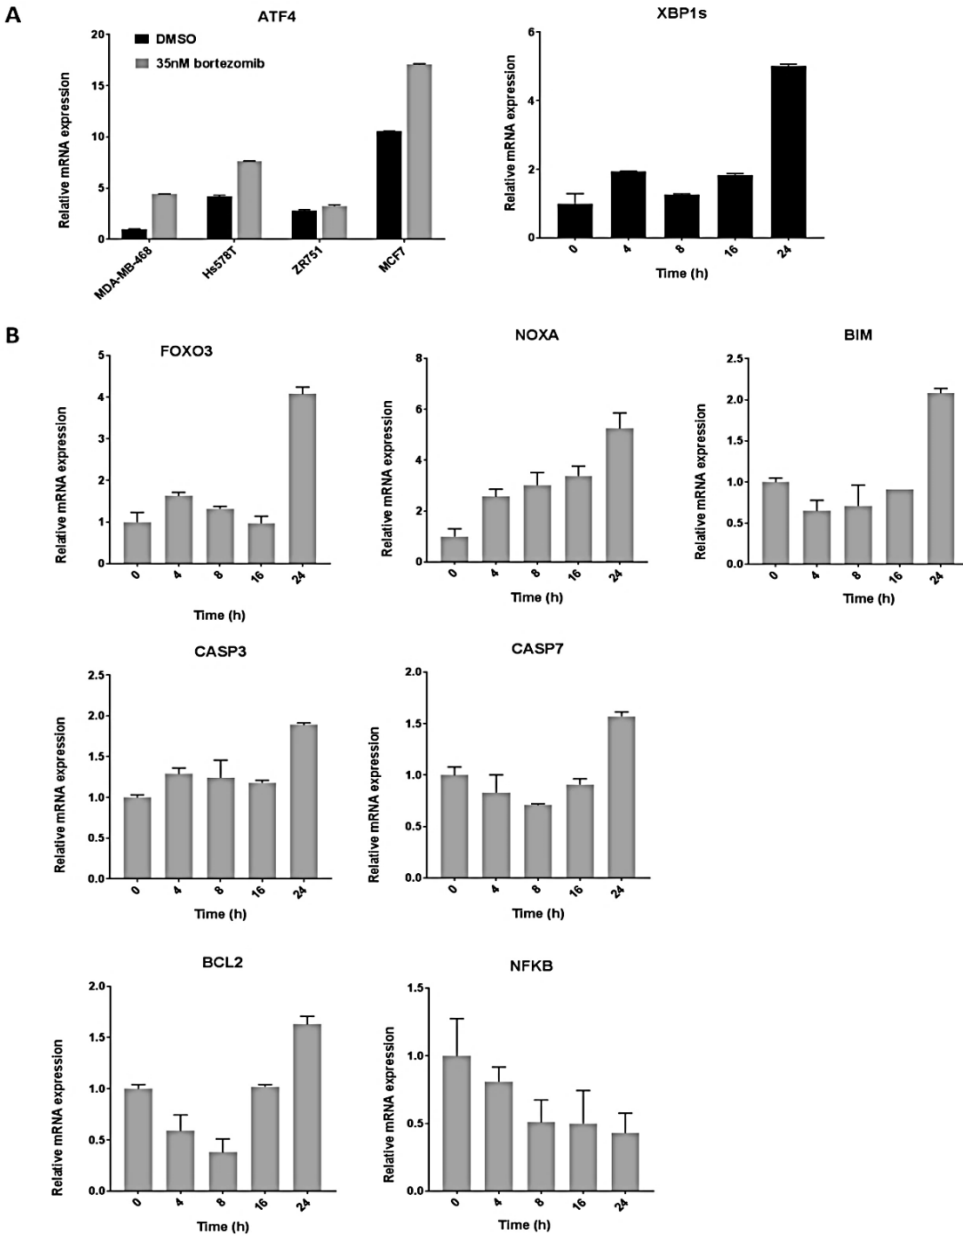 A
ATF4
Relative mRNA expression
20
15
10
5
0
DMSO
35nM bortezomib
MDA-MB-468
Hs578T
ZR751
MCF7
XBP1s
Relative mRNA expression
6
4
2
0
0 4 8 16 24
Time (h)
B
FOXO3
Relative mRNA expression
5
4
3
2
1
0
0 4 8 16 24
Time (h)
NOXA
Relative mRNA expression
8
6
4
2
0
0 4 8 16 24
Time (h)
BIM
Relative mRNA expression
2.5
2.0
1.5
1.0
0.5
0.0
0 4 8 16 24
Time (h)
CASP3
Relative mRNA expression
2.5
2.0
1.5
1.0
0.5
0.0
0 4 8 16 24
Time (h)
CASP7
Relative mRNA expression
2.0
1.5
1.0
0.5
0.0
0 4 8 16 24
Time (h)
BCL2
Relative mRNA expression
2.0
1.5
1.0
0.5
0.0
0 4 8 16 24
Time (h)
NFKB
Relative mRNA expression
1.5
1.0
0.5
0.0
0 4 8 16 24
Time (h)